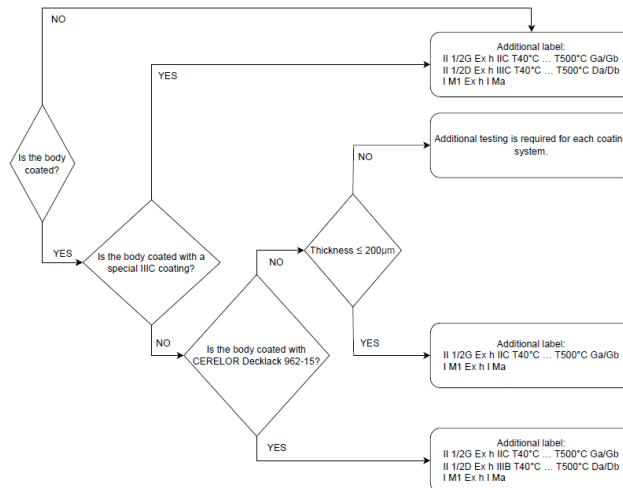 NO
Additional label:
II 1/2G Ex h IIC T40°C … T500°C Ga/Gb
II 1/2D Ex h IIIC T40°C … T500°C Da/Db
I M1 Ex h I Ma
YES
Additional testing is required for each coating
system.
NO
Is the body
coated?
YES
Is the body coated with a
special IIIC coating?
NO
Thickness ≤ 200µm
NO
YES
Is the body coated with
CERELOR Decklack 962-15?
Additional label:
II 1/2G Ex h IIC T40°C … T500°C Ga/Gb
I M1 Ex h I Ma
YES
Additional label:
II 1/2G Ex h IIC T40°C … T500°C Ga/Gb
II 1/2D Ex h IIIB T40°C … T500°C Da/Db
I M1 Ex h I Ma